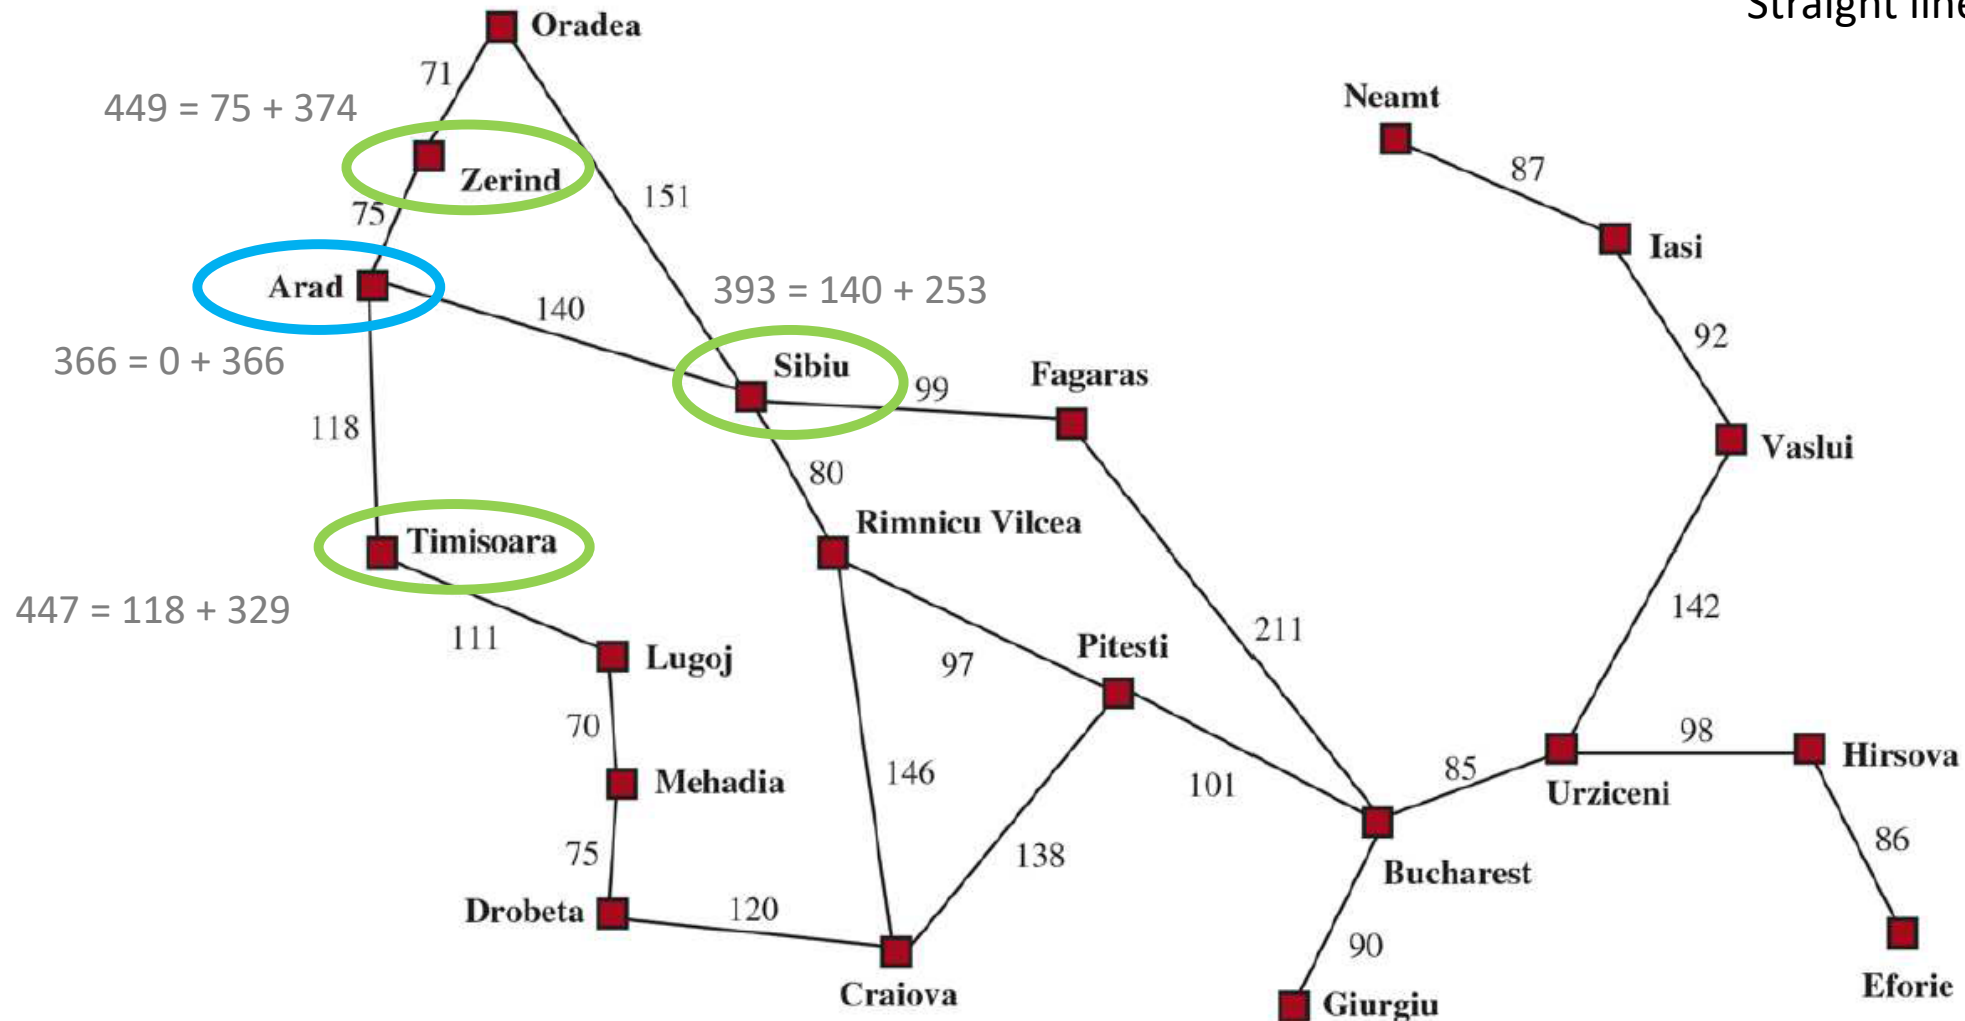 Straight line
Oradea
71
449 = 75 + 374
Neamt
87
Zerind
151
75
Iasi
Arad
140
393 = 140 + 253
92
366 = 0 + 366
Sibiu
99
Fagaras
118
Vaslui
80
Rimnicu Vilcea
Timisoara
447 = 118 + 329
111
142
211
Lugoj
97
Pitesti
70
98
Hirsova
Mehadia
146
101
85
Urziceni
75
138
86
Bucharest
Drobeta
120
90
Craiova
Giurgiu
Eforie